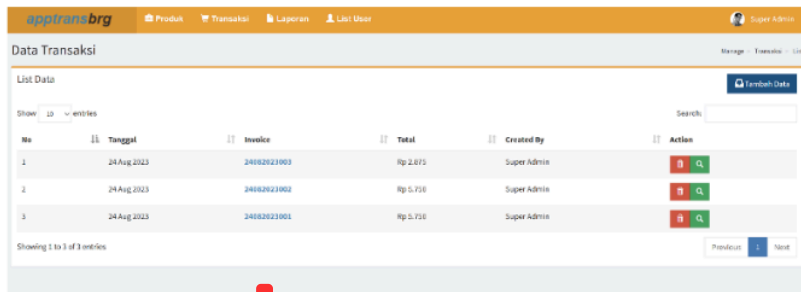 apptransbrg Produk Transaksi Laporan List User Super Admin
Data Transaksi Manage Transaksi
List Data Tambah Data
Show 10 entries Search:
No Tanggal Invoice Total Created By Action
1 24 Aug 2023 24082023003 Rp 2.875 Super Admin
2 24 Aug 2023 24082023002 Rp 5.750 Super Admin
3 24 Aug 2023 24082023001 Rp 5.750 Super Admin
Showing 1 to 3 of 3 entries Previous 1 Next